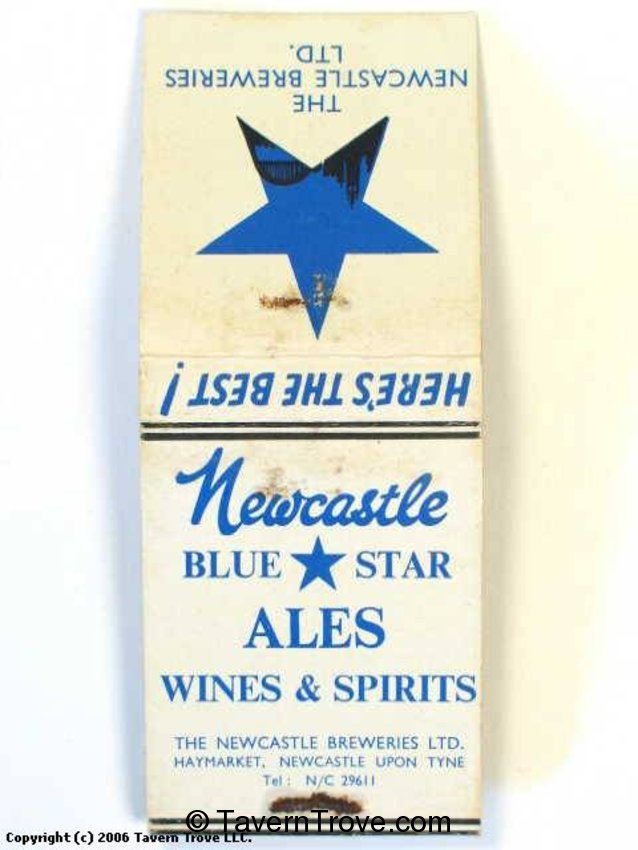 THE
NEWCASTLE BREWERIES
LTD.
HERE'S THE BEST!
Newcastle
BLUE STAR
ALES
WINES & SPIRITS
THE NEWCASTLE BREWERIES LTD.
HAYMARKET, NEWCASTLE UPON TYNE
Tel: N/C 29611
© TavernTrove.com
Copyright (c) 2006 Tavern Trove LLC.